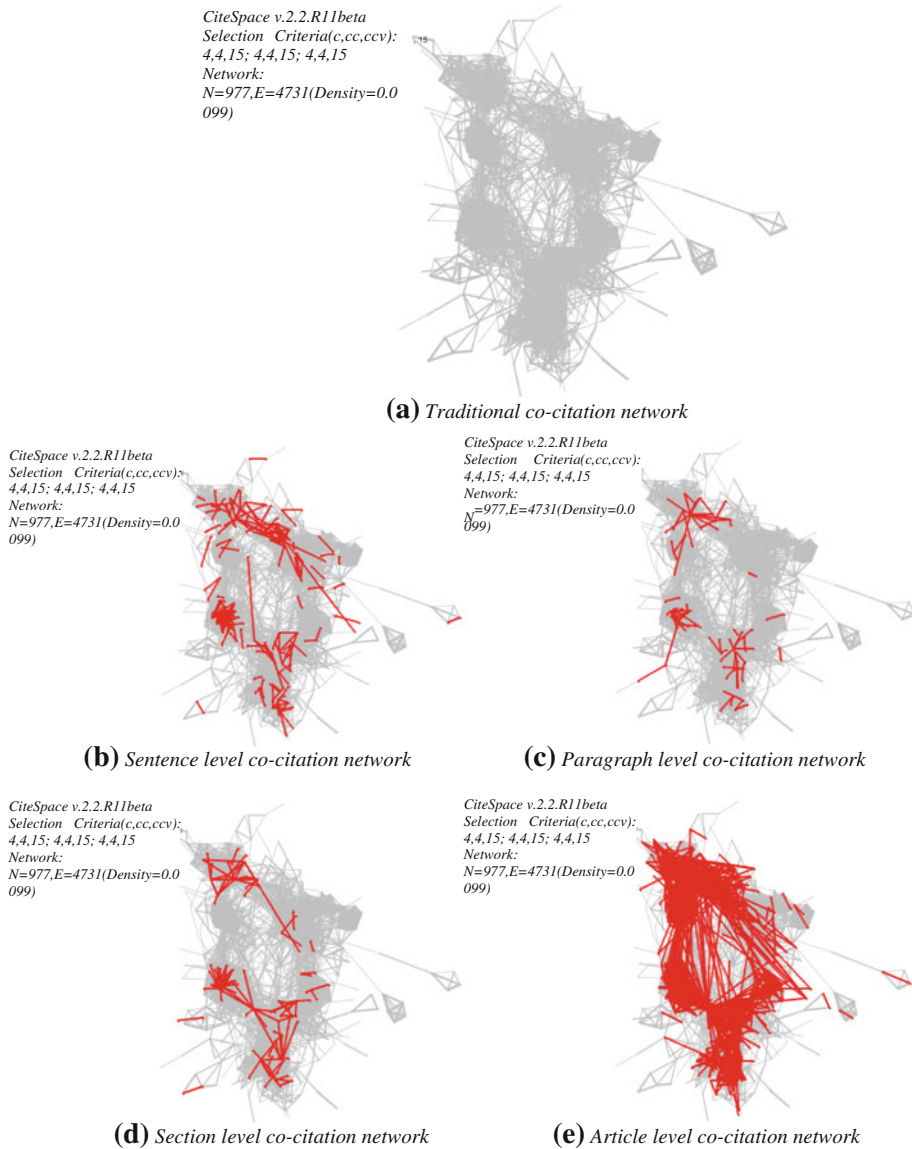 CiteSpace v.2.2.R11beta
Selection Criteria(c,cc,ccv):
4,4,15; 4,4,15; 4,4,15
Network:
N=977,E=4731(Density=0.0
099)
15
(a) Traditional co-citation network
CiteSpace v.2.2.R11beta
Selection Criteria(c,cc,ccv):
4,4,15; 4,4,15; 4,4,15
Network:
N=977,E=4731(Density=0.0
099)
(b) Sentence level co-citation network
CiteSpace v.2.2.R11beta
Selection Criteria(c,cc,ccv):
4,4,15; 4,4,15; 4,4,15
Network:
N=977,E=4731(Density=0.0
099)
(c) Paragraph level co-citation network
CiteSpace v.2.2.R11beta
Selection Criteria(c,cc,ccv):
4,4,15; 4,4,15; 4,4,15
Network:
N=977,E=4731(Density=0.0
099)
(d) Section level co-citation network
CiteSpace v.2.2.R11beta
Selection Criteria(c,cc,ccv):
4,4,15; 4,4,15; 4,4,15
Network:
N=977,E=4731(Density=0.0
099)
(e) Article level co-citation network